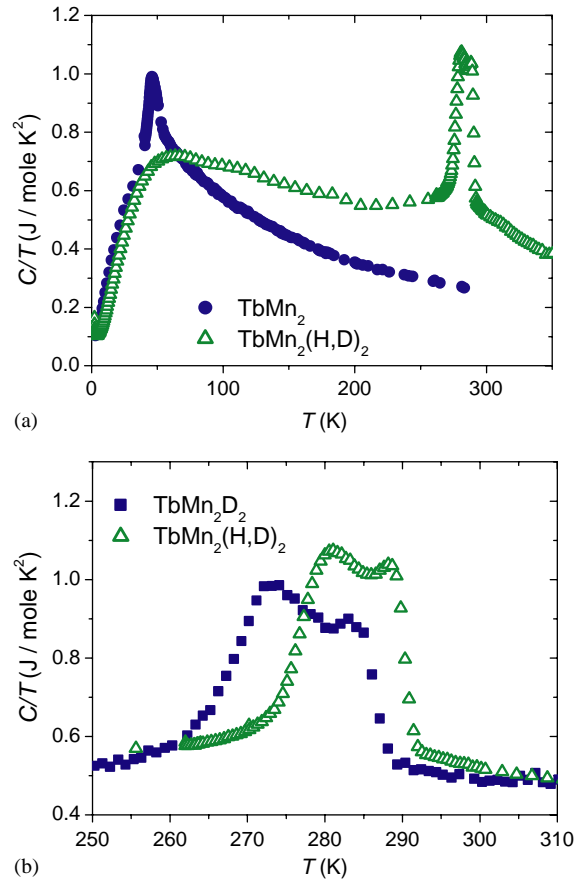 1.2
1.0
0.8
0.6
0.4
0.2
0.0
C/T (J / mole K²)
TbMn₂
TbMn₂(H,D)₂
0 100 200 300
T (K)
(a)
1.2
1.0
0.8
0.6
0.4
C/T (J / mole K²)
TbMn₂D₂
TbMn₂(H,D)₂
250 260 270 280 290 300 310
T (K)
(b)